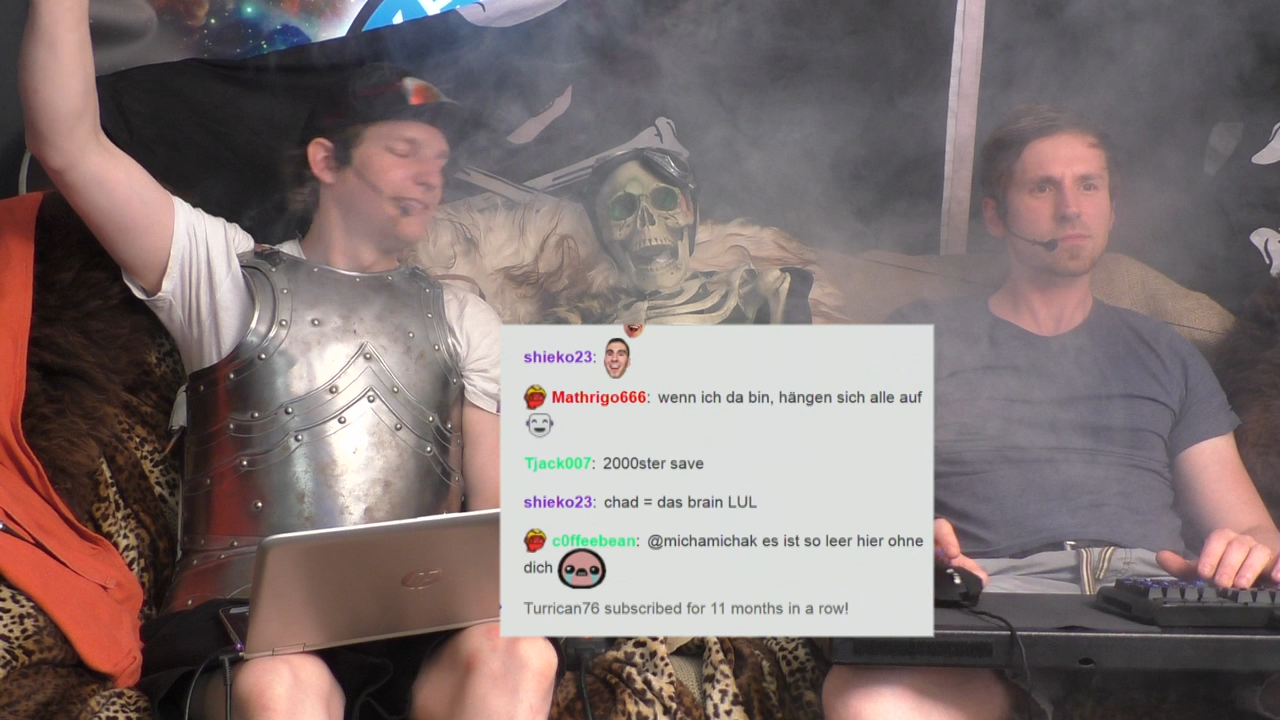 shieko23:
Mathrigo666: wenn ich da bin, hängen sich alle auf
Tjack007: 2000ster save
shieko23: chad = das brain LUL
c0ffeebean: @michamichak es ist so leer hier ohne
dich
Turrican76 subscribed for 11 months in a row!
hp